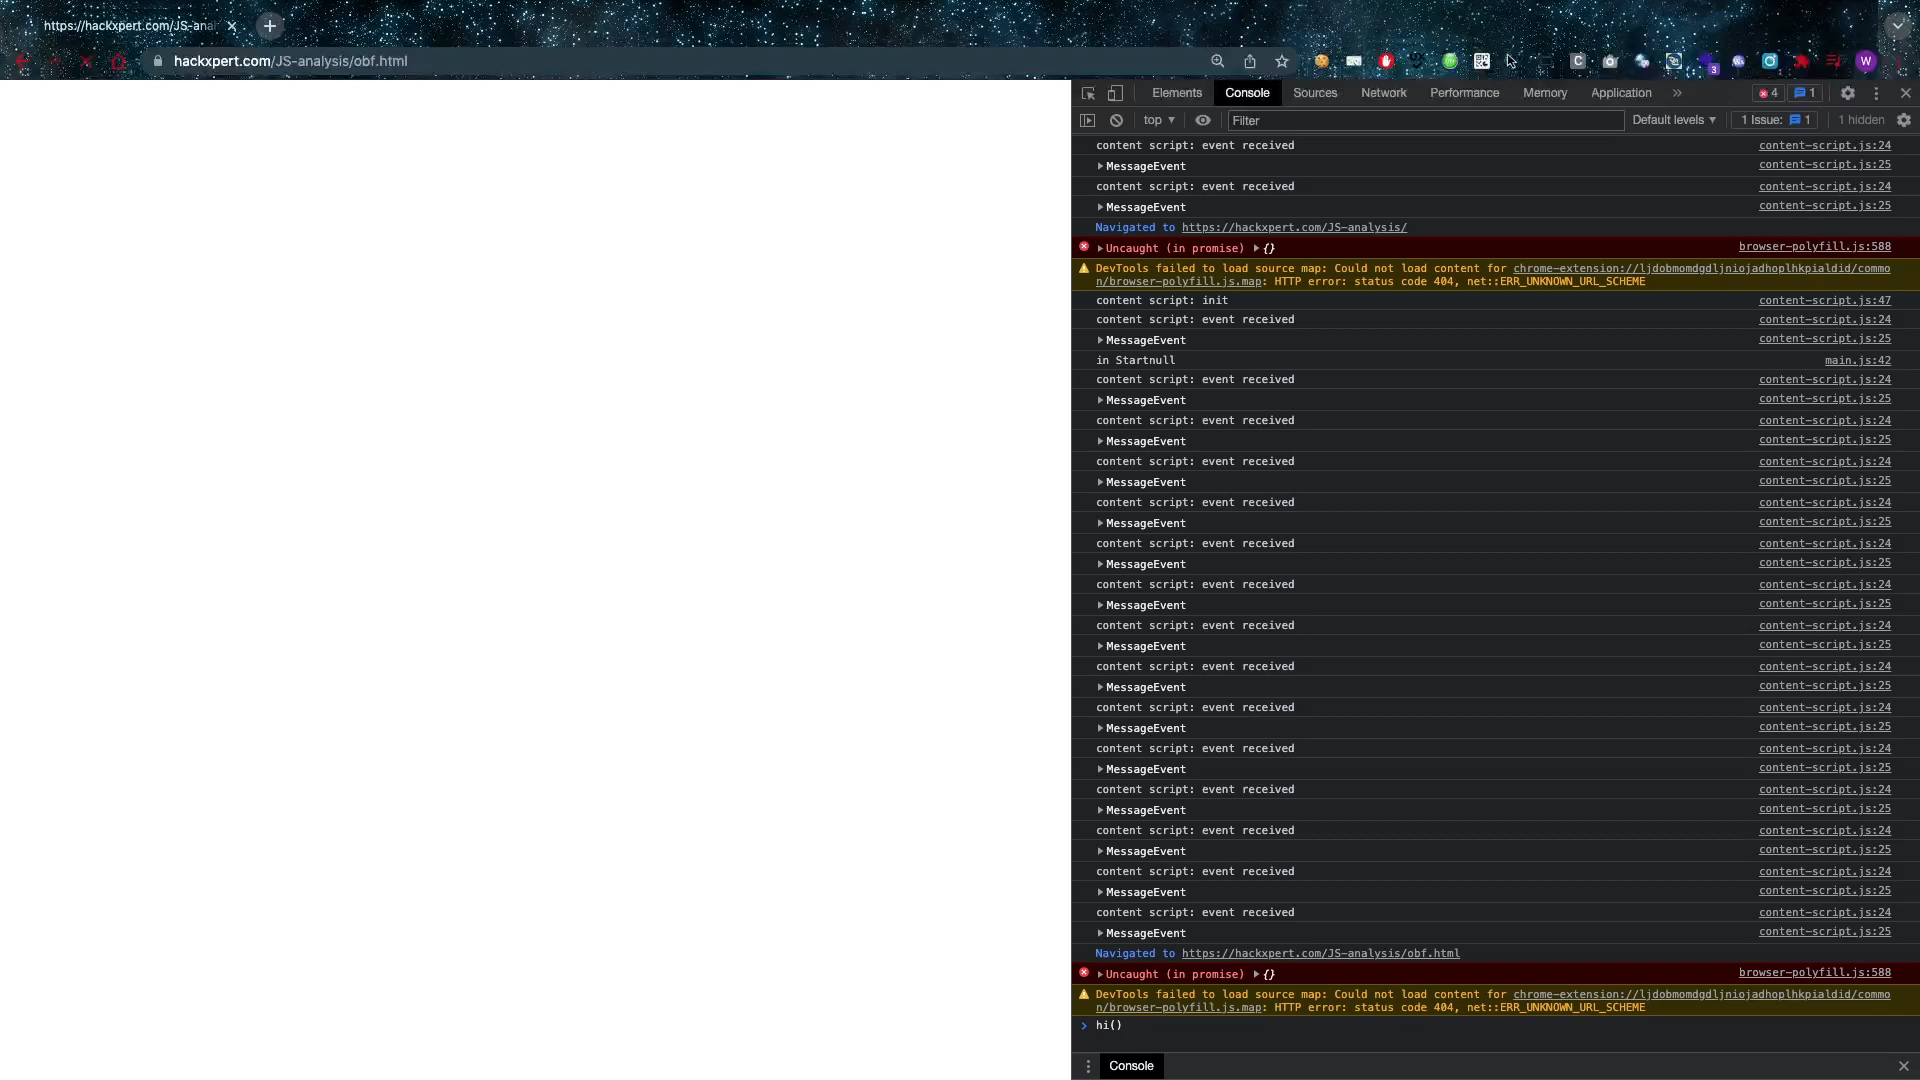 https://hackxpert.com/JS-anal
hackxpert.com/JS-analysis/obf.html
C
3
W
Elements Console Sources Network Performance Memory Application » 4 1
top Filter Default levels 1 Issue: 1 1 hidden
content script: event received content-script.js:24
MessageEvent content-script.js:25
content script: event received content-script.js:24
MessageEvent content-script.js:25
Navigated to https://hackxpert.com/JS-analysis/
Uncaught (in promise) {} browser-polyfill.js:588
DevTools failed to load source map: Could not load content for chrome-extension://ljdobmomdgdljniojadhoplhkpialdid/commo
n/browser-polyfill.js.map: HTTP error: status code 404, net::ERR_UNKNOWN_URL_SCHEME
content script: init content-script.js:47
content script: event received content-script.js:24
MessageEvent content-script.js:25
in Startnull main.js:42
content script: event received content-script.js:24
MessageEvent content-script.js:25
content script: event received content-script.js:24
MessageEvent content-script.js:25
content script: event received content-script.js:24
MessageEvent content-script.js:25
content script: event received content-script.js:24
MessageEvent content-script.js:25
content script: event received content-script.js:24
MessageEvent content-script.js:25
content script: event received content-script.js:24
MessageEvent content-script.js:25
content script: event received content-script.js:24
MessageEvent content-script.js:25
content script: event received content-script.js:24
MessageEvent content-script.js:25
content script: event received content-script.js:24
MessageEvent content-script.js:25
content script: event received content-script.js:24
MessageEvent content-script.js:25
content script: event received content-script.js:24
MessageEvent content-script.js:25
content script: event received content-script.js:24
MessageEvent content-script.js:25
content script: event received content-script.js:24
MessageEvent content-script.js:25
content script: event received content-script.js:24
MessageEvent content-script.js:25
Navigated to https://hackxpert.com/JS-analysis/obf.html
Uncaught (in promise) {} browser-polyfill.js:588
DevTools failed to load source map: Could not load content for chrome-extension://ljdobmomdgdljniojadhoplhkpialdid/commo
n/browser-polyfill.js.map: HTTP error: status code 404, net::ERR_UNKNOWN_URL_SCHEME
hi()
Console